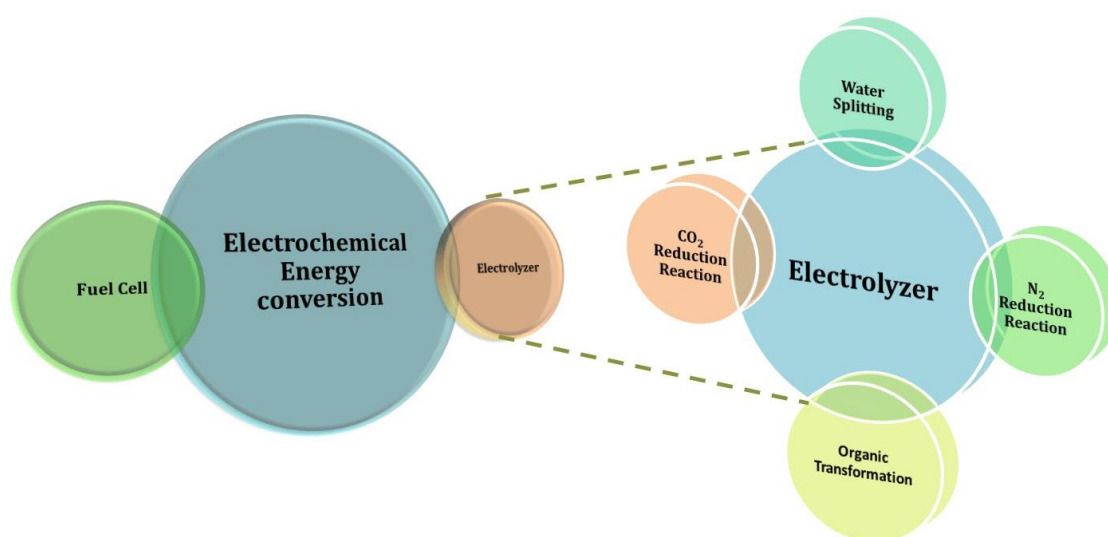 Fuel Cell
Electrochemical
Energy
conversion
Electrolyzer
Water
Splitting
CO₂
Reduction
Reaction
Electrolyzer
N₂
Reduction
Reaction
Organic
Transformation